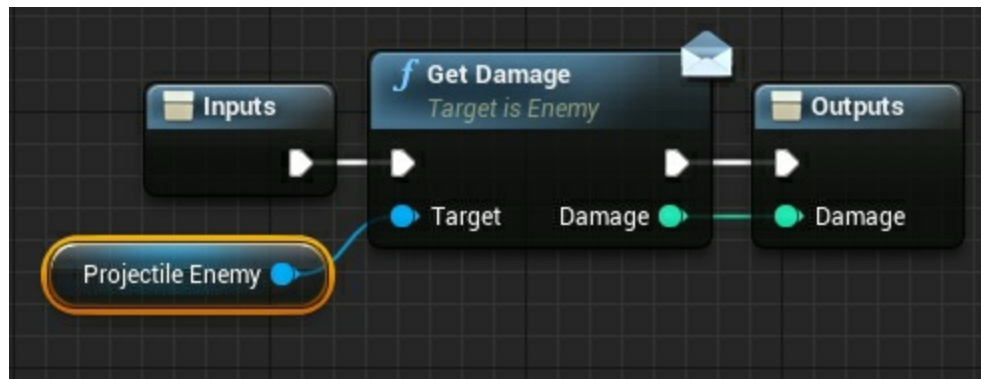 Inputs
f Get Damage
Target is Enemy
Target
Damage
Projectile Enemy
Outputs
Damage